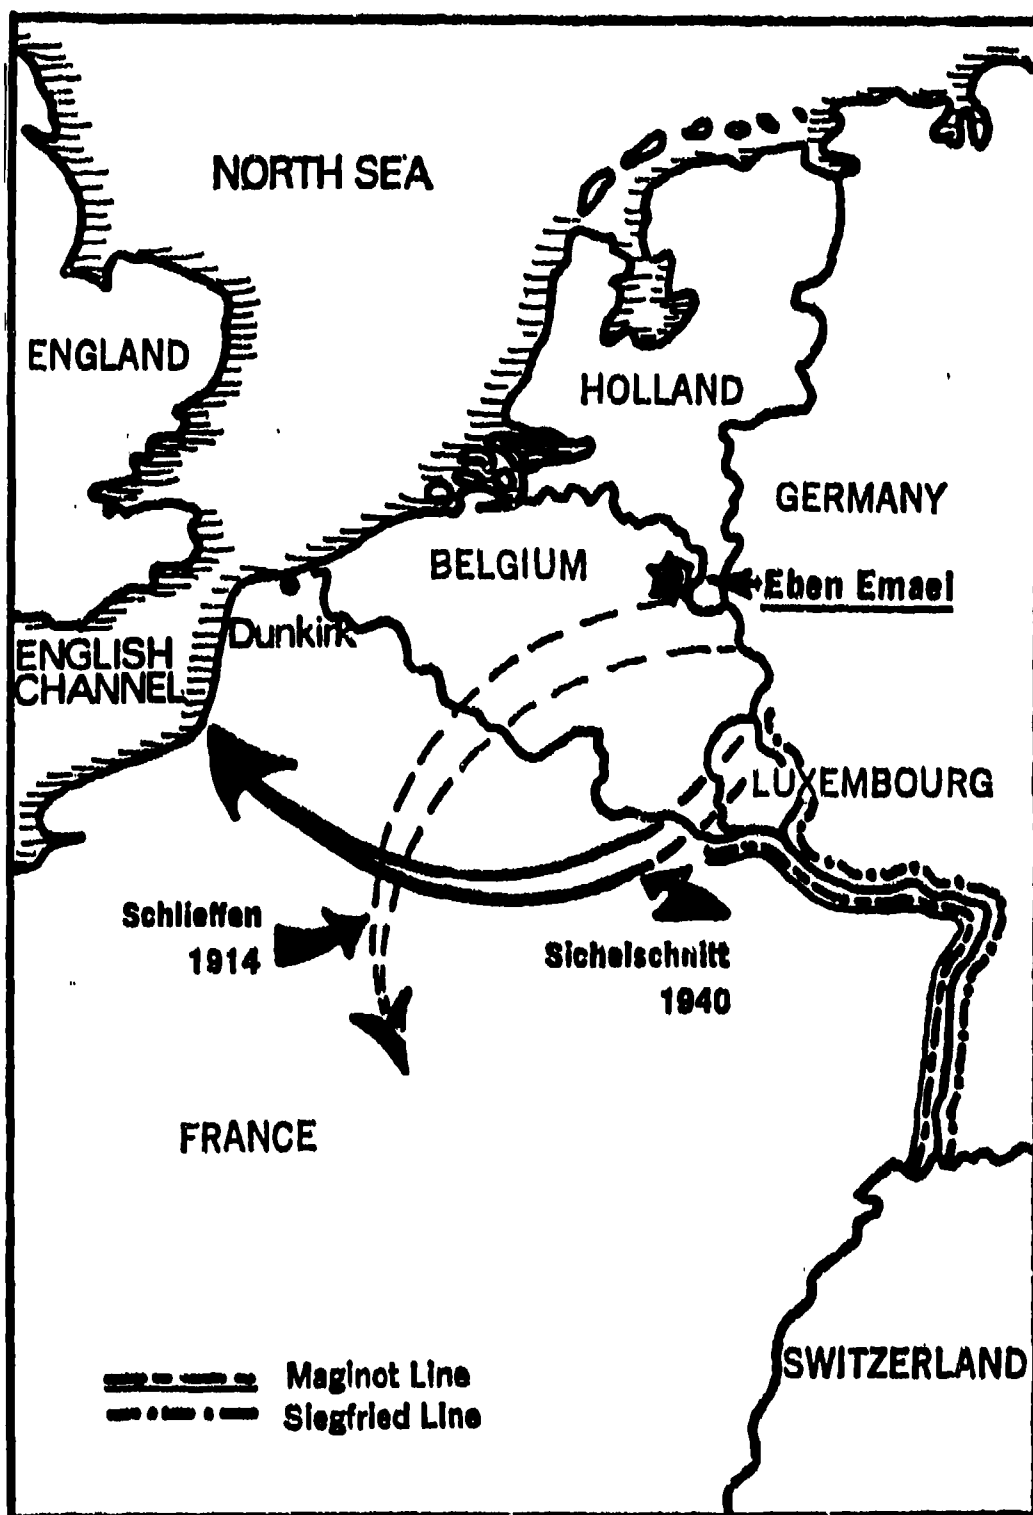 NORTH SEA
ENGLAND
HOLLAND
GERMANY
BELGIUM
Eben Emael
Dunkirk
ENGLISH
CHANNEL
LUXEMBOURG
Schlieffen
1914
Sichelschnitt
1940
FRANCE
SWITZERLAND
Maginot Line
Siegfried Line